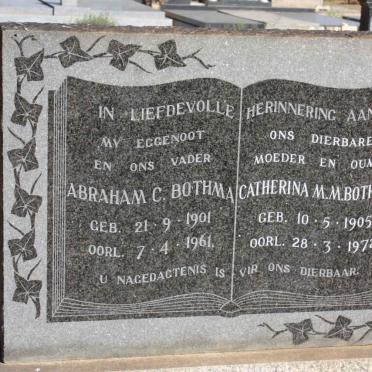 IN LIEFDEVOLLE HERINNERING AAN
MY EGGENOOT
EN ONS VADER
ABRAHAM C. BOTHMA
GEB. 21 - 9 - 1901
OORL. 7 - 4 - 1961.
ONS DIERBARE
MOEDER EN OUM
CATHERINA M.M. BOTH
GEB. 10 - 5 - 1905
OORL. 28 - 3 - 197
U NAGEDAGTENIS IS VIR ONS DIERBAAR.